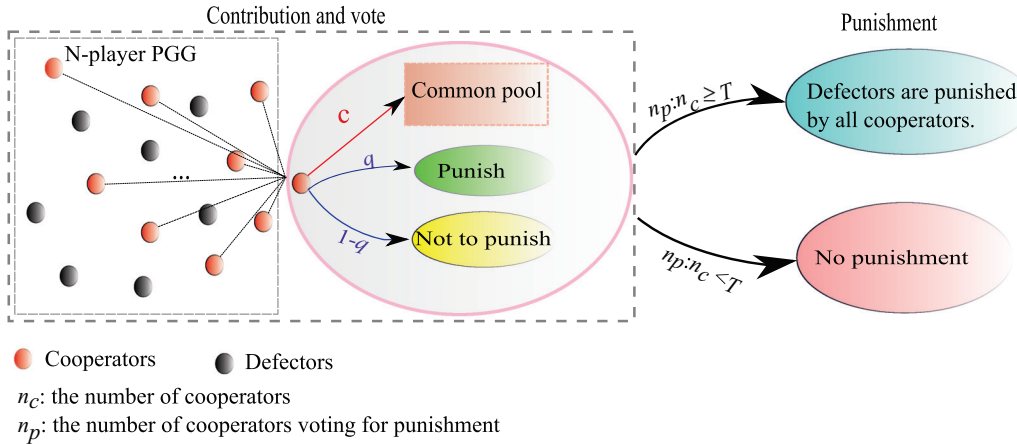 Contribution and vote
Punishment
N-player PGG
...
c
Common pool
q
Punish
1-q
Not to punish
n_p:n_c ≥ T
Defectors are punished
by all cooperators.
n_p:n_c <T
No punishment
Cooperators
Defectors
n_c: the number of cooperators
n_p: the number of cooperators voting for punishment